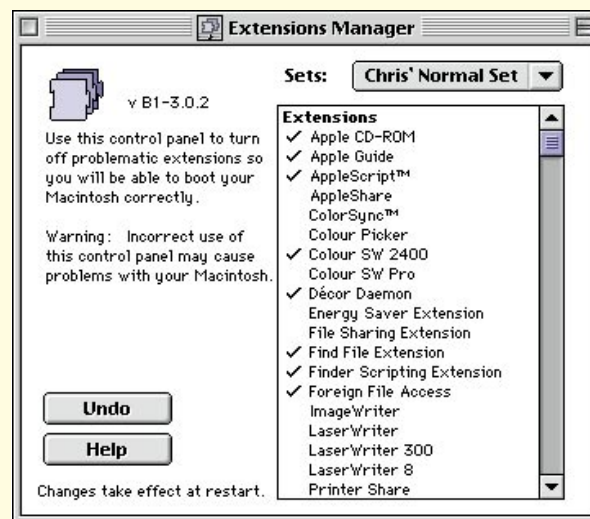 Extensions Manager
v B1-3.0.2
Use this control panel to turn
off problematic extensions so
you will be able to boot your
Macintosh correctly.
Warning: Incorrect use of
this control panel may cause
problems with your Macintosh.
Undo
Help
Changes take effect at restart.
Sets: Chris' Normal Set
Extensions
Apple CD-ROM
Apple Guide
AppleScript™
AppleShare
ColorSync™
Colour Picker
Colour SW 2400
Colour SW Pro
Décor Daemon
Energy Saver Extension
File Sharing Extension
Find File Extension
Finder Scripting Extension
Foreign File Access
ImageWriter
LaserWriter
LaserWriter 300
LaserWriter 8
Printer Share